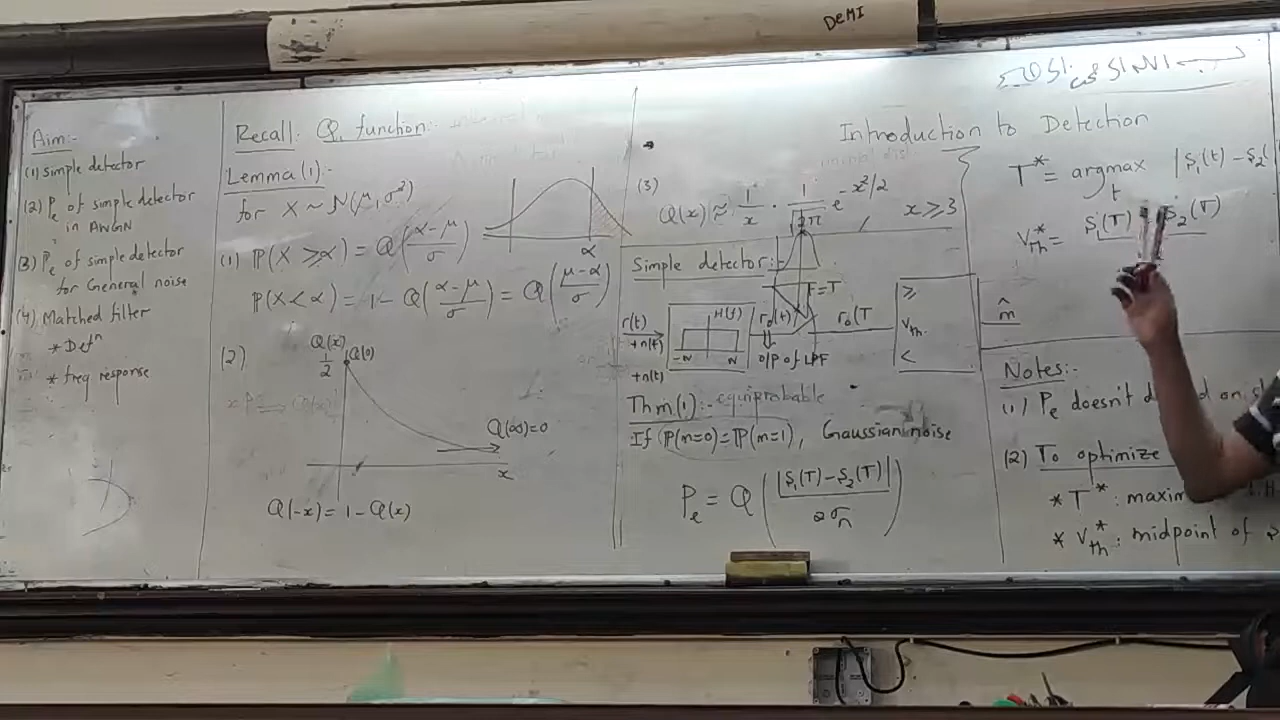 DeMI
Introduction to Detection
Aim:-
(1) Simple detector
(2) Pe of simple detector
in AWGN
(3) Pe of simple detector
for General noise
(4) Matched filter
* Defⁿ
* freq response
Recall: Q function:-
Lemma(1):-
for X ~ N(μ, σ²)
(1) P(X ≥ α) = Q((α-μ)/σ)
P(X < α) = 1 - Q((α-μ)/σ) = Q((μ-α)/σ)
α
(2)
Q(x)
1/2
Q(0)
Q(∞)=0
x
Q(-x) = 1 - Q(x)
(3)
Q(x) ≈ 1/x · 1/√2π e^(-x²/2), x ≥ 3
Simple detector:-
r(t)
+n(t)
+n(t)
H(f)
-W W
r₀(t)
O/P of LPF
t=T
r₀(T
≥
Vth
<
m̂
Thm(1):- equiprobable
If P(m=0) = P(m=1), Gaussian noise
Pe = Q(|S₁(T) - S₂(T)| / 2σn)
T* = argmax |S₁(t) - S₂(
t
Vth* = S₁(T) S₂(T)
Notes:-
(1) Pe doesn't on
(2) To optimize
* T*:
* Vth*: midpoint of